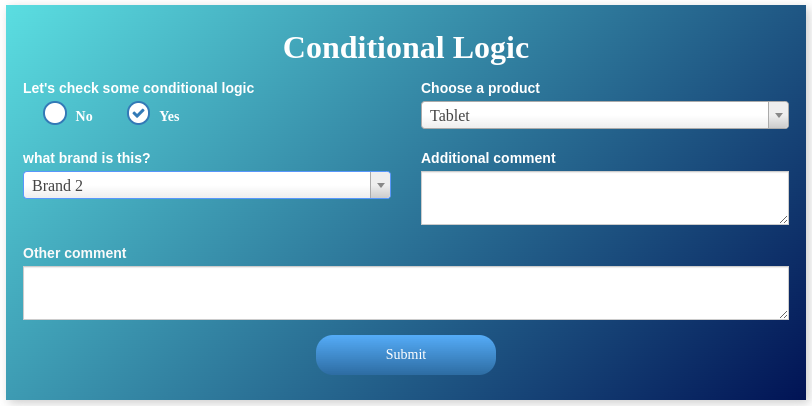 Conditional Logic
Let's check some conditional logic
No
Yes
Choose a product
Tablet
what brand is this?
Brand 2
Additional comment
Other comment
Submit